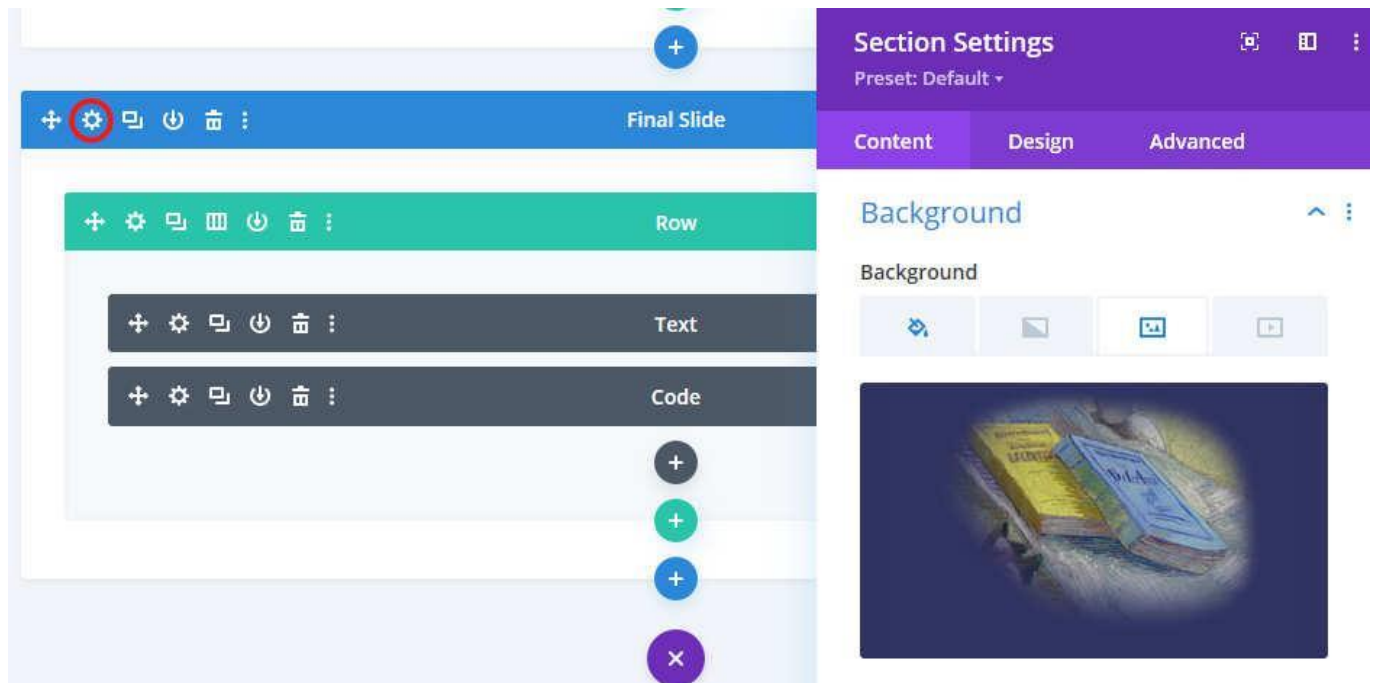 Section Settings
Preset: Default
Final Slide
Content Design Advanced
Row
Background
Background
Text
Code